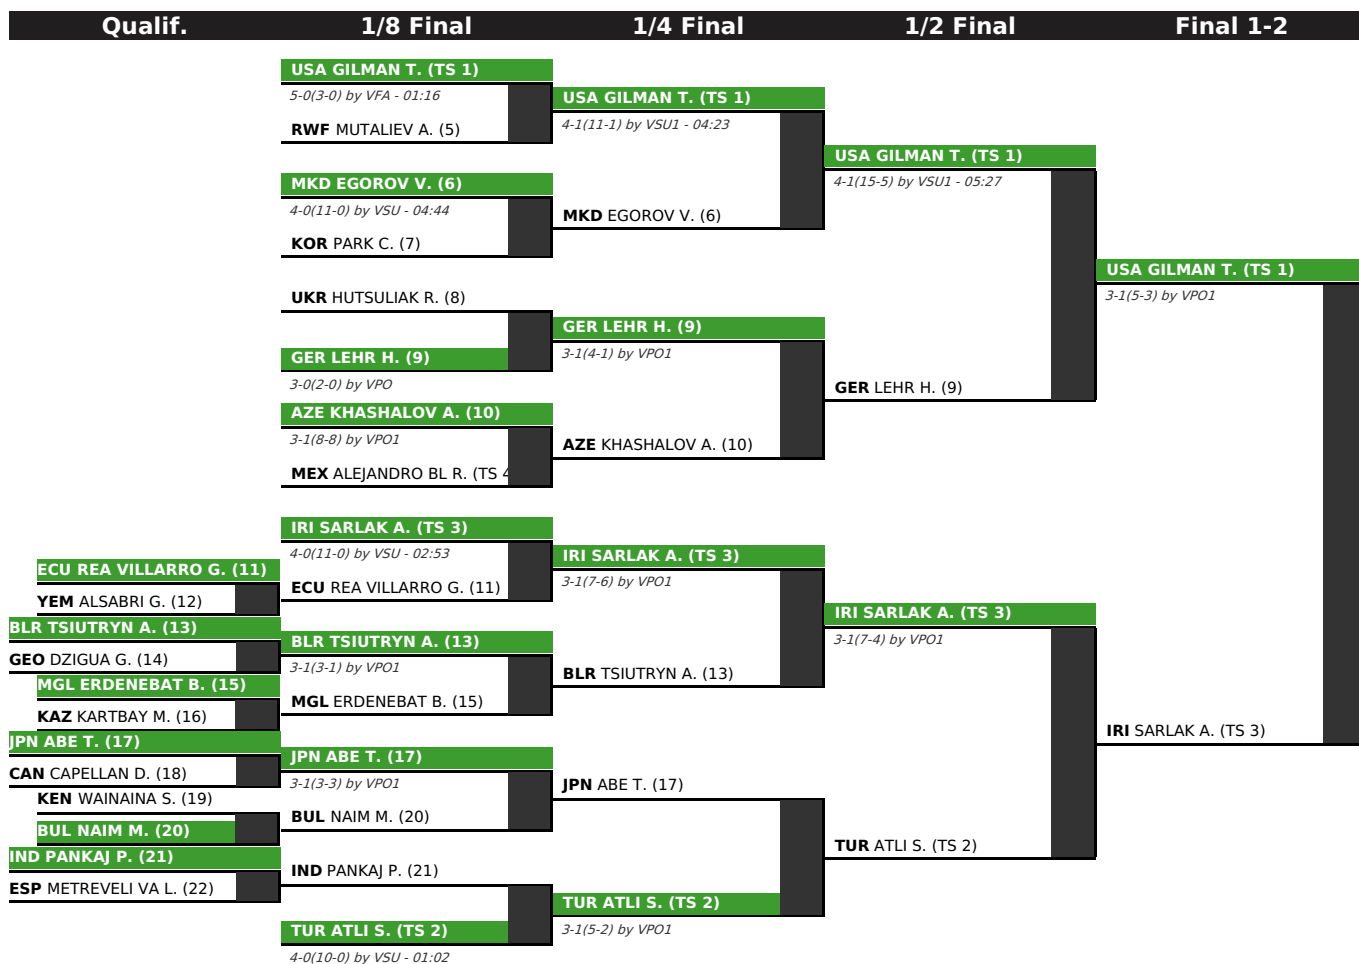 Qualif.
1/8 Final
1/4 Final
1/2 Final
Final 1-2
ECU REA VILLARRO G. (11)
YEM ALSABRI G. (12)
BLR TSIUTRYN A. (13)
GEO DZIGUA G. (14)
MGL ERDENEBAT B. (15)
KAZ KARTBAY M. (16)
JPN ABE T. (17)
CAN CAPELLAN D. (18)
KEN WAINAINA S. (19)
BUL NAIM M. (20)
IND PANKAJ P. (21)
ESP METREVELI VA L. (22)
USA GILMAN T. (TS 1)
5-0(3-0) by VFA - 01:16
RWF MUTALIEV A. (5)
MKD EGOROV V. (6)
4-0(11-0) by VSU - 04:44
KOR PARK C. (7)
UKR HUTSULIAK R. (8)
GER LEHR H. (9)
3-0(2-0) by VPO
AZE KHASHALOV A. (10)
3-1(8-8) by VPO1
MEX ALEJANDRO BL R. (TS 4
IRI SARLAK A. (TS 3)
4-0(11-0) by VSU - 02:53
ECU REA VILLARRO G. (11)
BLR TSIUTRYN A. (13)
3-1(3-1) by VPO1
MGL ERDENEBAT B. (15)
JPN ABE T. (17)
3-1(3-3) by VPO1
BUL NAIM M. (20)
IND PANKAJ P. (21)
TUR ATLI S. (TS 2)
4-0(10-0) by VSU - 01:02
USA GILMAN T. (TS 1)
4-1(11-1) by VSU1 - 04:23
MKD EGOROV V. (6)
GER LEHR H. (9)
3-1(4-1) by VPO1
AZE KHASHALOV A. (10)
IRI SARLAK A. (TS 3)
3-1(7-6) by VPO1
BLR TSIUTRYN A. (13)
JPN ABE T. (17)
TUR ATLI S. (TS 2)
3-1(5-2) by VPO1
USA GILMAN T. (TS 1)
4-1(15-5) by VSU1 - 05:27
GER LEHR H. (9)
IRI SARLAK A. (TS 3)
3-1(7-4) by VPO1
TUR ATLI S. (TS 2)
USA GILMAN T. (TS 1)
3-1(5-3) by VPO1
IRI SARLAK A. (TS 3)